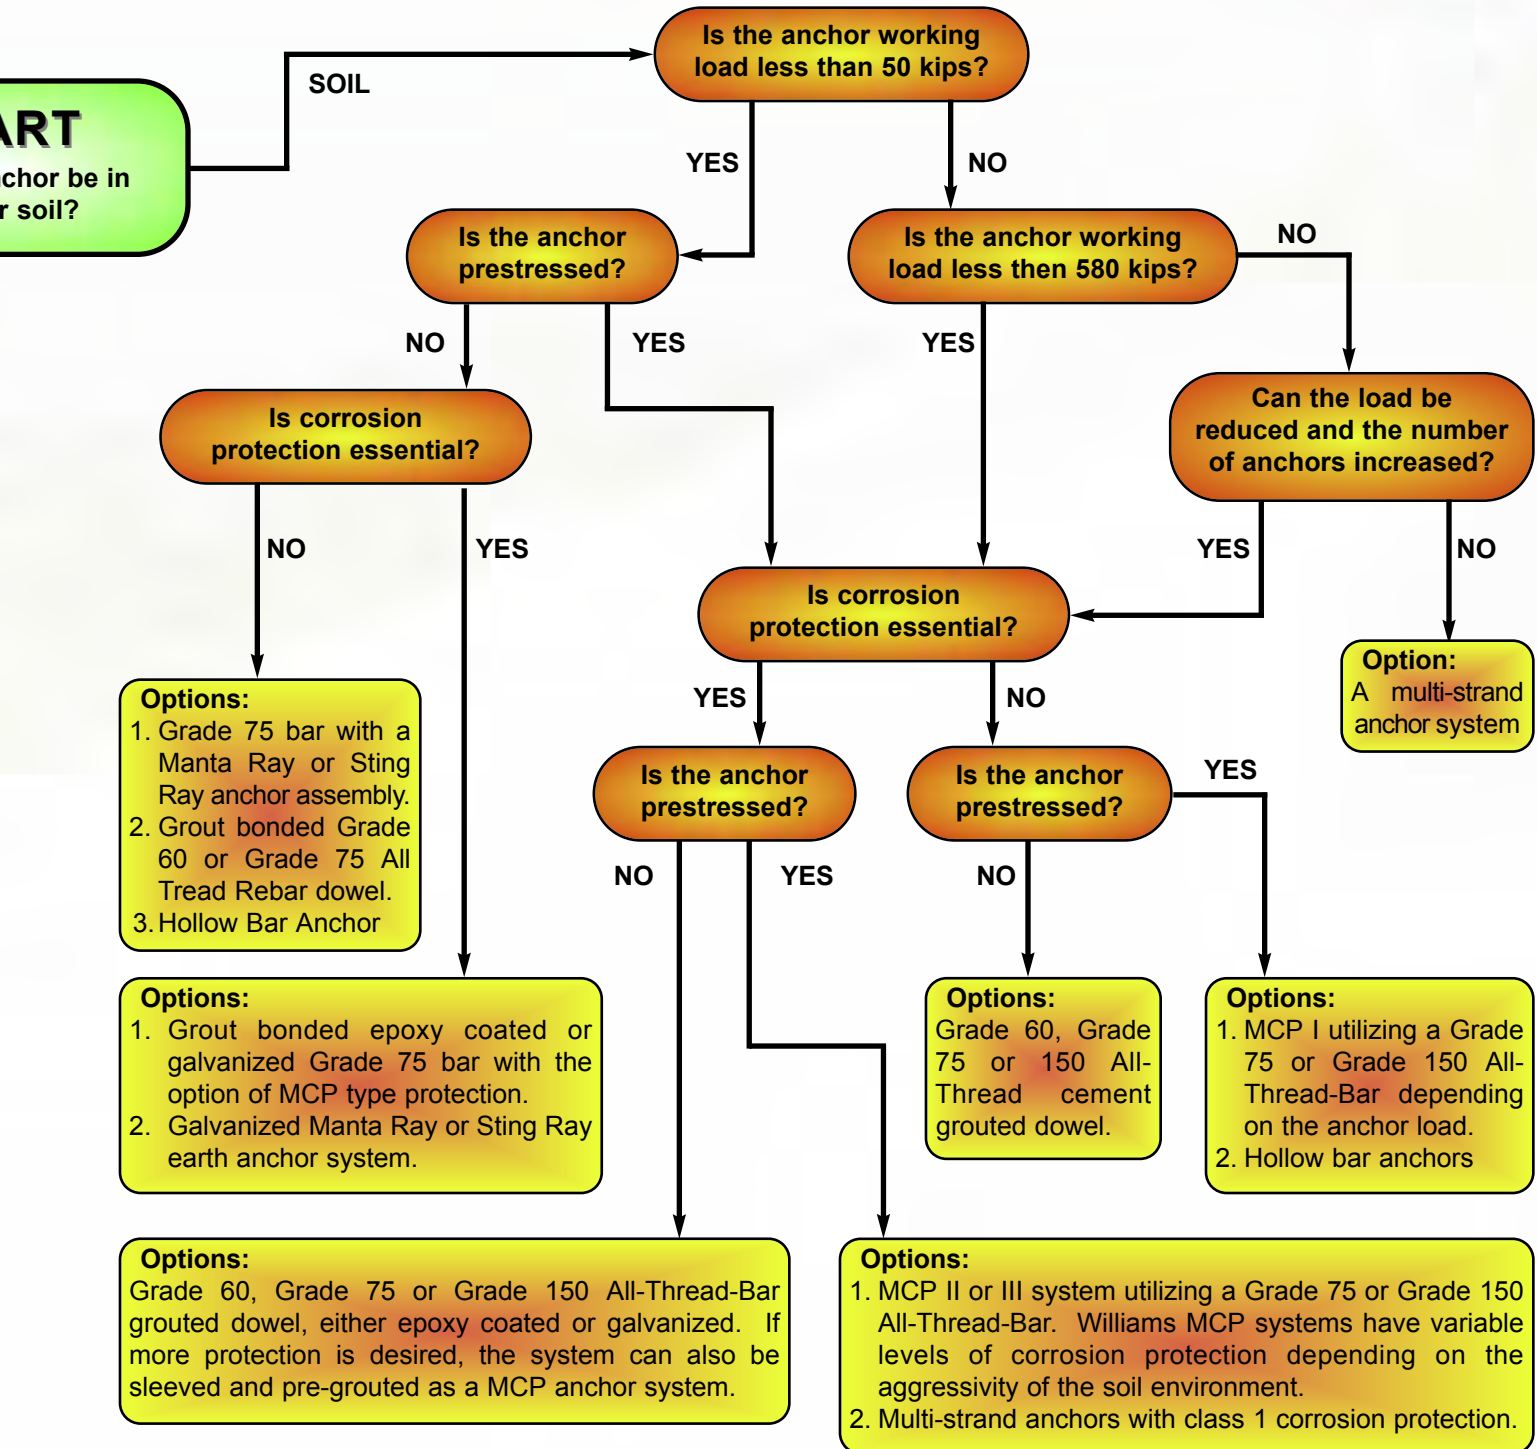 Is the anchor working
load less than 50 kips?
SOIL
ART
nchor be in
r soil?
YES
NO
Is the anchor
prestressed?
Is the anchor working
load less then 580 kips?
NO
NO
YES
YES
Is corrosion
protection essential?
Can the load be
reduced and the number
of anchors increased?
NO
YES
YES
NO
Is corrosion
protection essential?
Option:
A multi-strand
anchor system
YES
NO
Options:
1. Grade 75 bar with a
Manta Ray or Sting
Ray anchor assembly.
2. Grout bonded Grade
60 or Grade 75 All
Tread Rebar dowel.
3. Hollow Bar Anchor
Is the anchor
prestressed?
Is the anchor
prestressed?
YES
NO
YES
NO
Options:
1. Grout bonded epoxy coated or
galvanized Grade 75 bar with the
option of MCP type protection.
2. Galvanized Manta Ray or Sting Ray
earth anchor system.
Options:
Grade 60, Grade
75 or 150 All-
Thread cement
grouted dowel.
Options:
1. MCP I utilizing a Grade
75 or Grade 150 All-
Thread-Bar depending
on the anchor load.
2. Hollow bar anchors
Options:
Grade 60, Grade 75 or Grade 150 All-Thread-Bar
grouted dowel, either epoxy coated or galvanized. If
more protection is desired, the system can also be
sleeved and pre-grouted as a MCP anchor system.
Options:
1. MCP II or III system utilizing a Grade 75 or Grade 150
All-Thread-Bar. Williams MCP systems have variable
levels of corrosion protection depending on the
aggressivity of the soil environment.
2. Multi-strand anchors with class 1 corrosion protection.